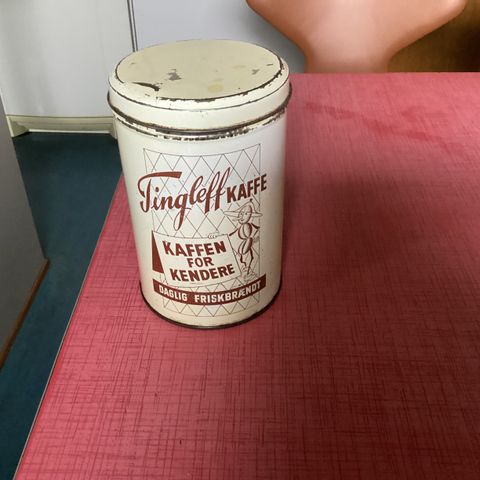 Tingleff KAFFE
KAFFEN
FOR
KENDERE
DAGLIG FRISKBRÆNDT